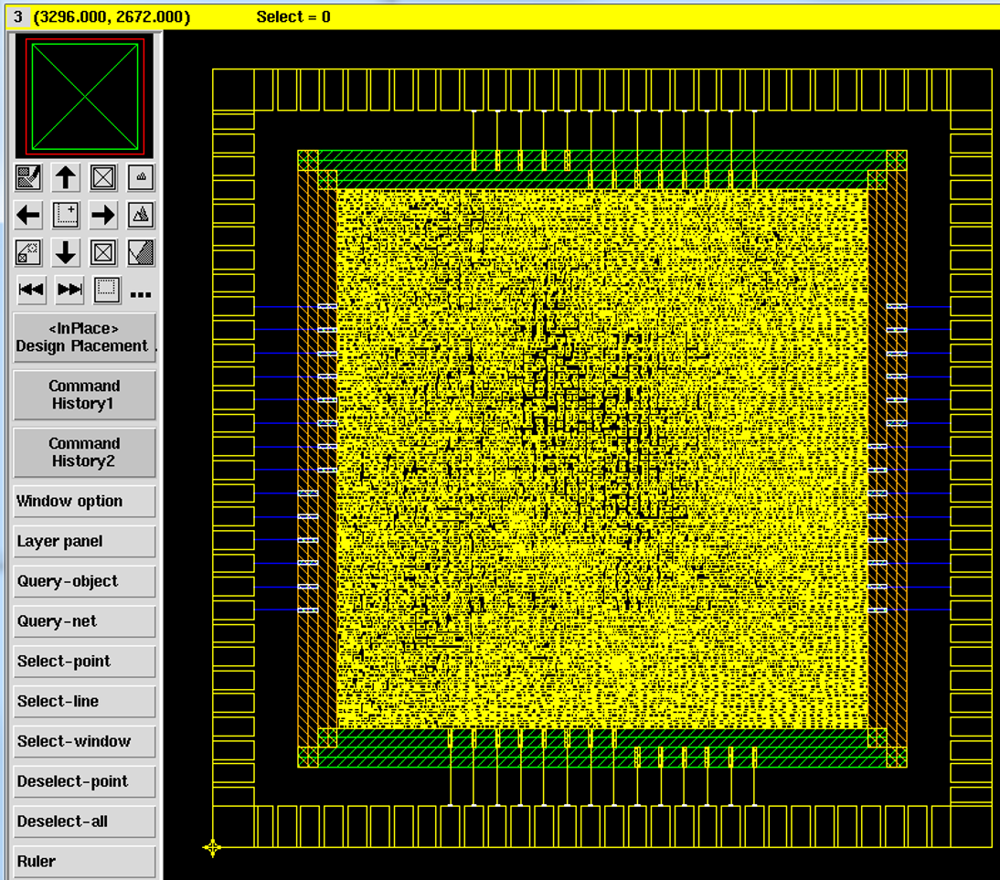 3 (3296.000, 2672.000) Select = 0
<InPlace>
Design Placement .
Command
History1
Command
History2
Window option
Layer panel
Query-object
Query-net
Select-point
Select-line
Select-window
Deselect-point
Deselect-all
Ruler